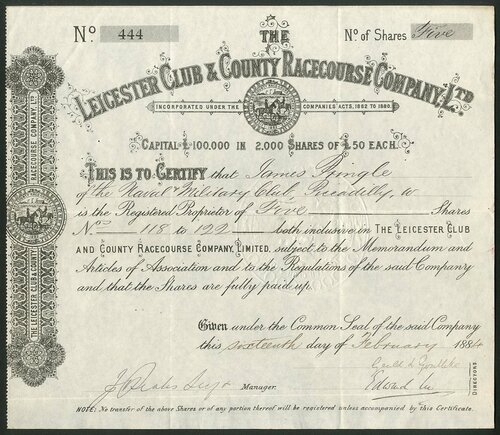 No. 444
THE
No. of Shares Five
LEICESTER CLUB & COUNTY RACECOURSE COMPANY, LTD
INCORPORATED UNDER THE COMPANIES' ACTS, 1862 TO 1880.
CAPITAL £100,000 IN 2,000 SHARES OF £50 EACH.
THIS IS TO CERTIFY that James Pringle
of the Naval & Military Club, Piccadilly, W
is the Registered Proprietor of Five Shares
Nos 118 to 122 both inclusive in THE LEICESTER CLUB
AND COUNTY RACECOURSE COMPANY, LIMITED, subject to the Memorandum and
Articles of Association and to the Regulations of the said Company
and that the Shares are fully paid up.
Given under the Common Seal of the said Company
this sixteenth day of February 1884
Manager.
Edward
DIRECTORS
NOTE: No transfer of the above Shares or of any portion thereof will be registered unless accompanied by this Certificate.
THE LEICESTER CLUB & COUNTY
RACECOURSE COMPANY, LTD.